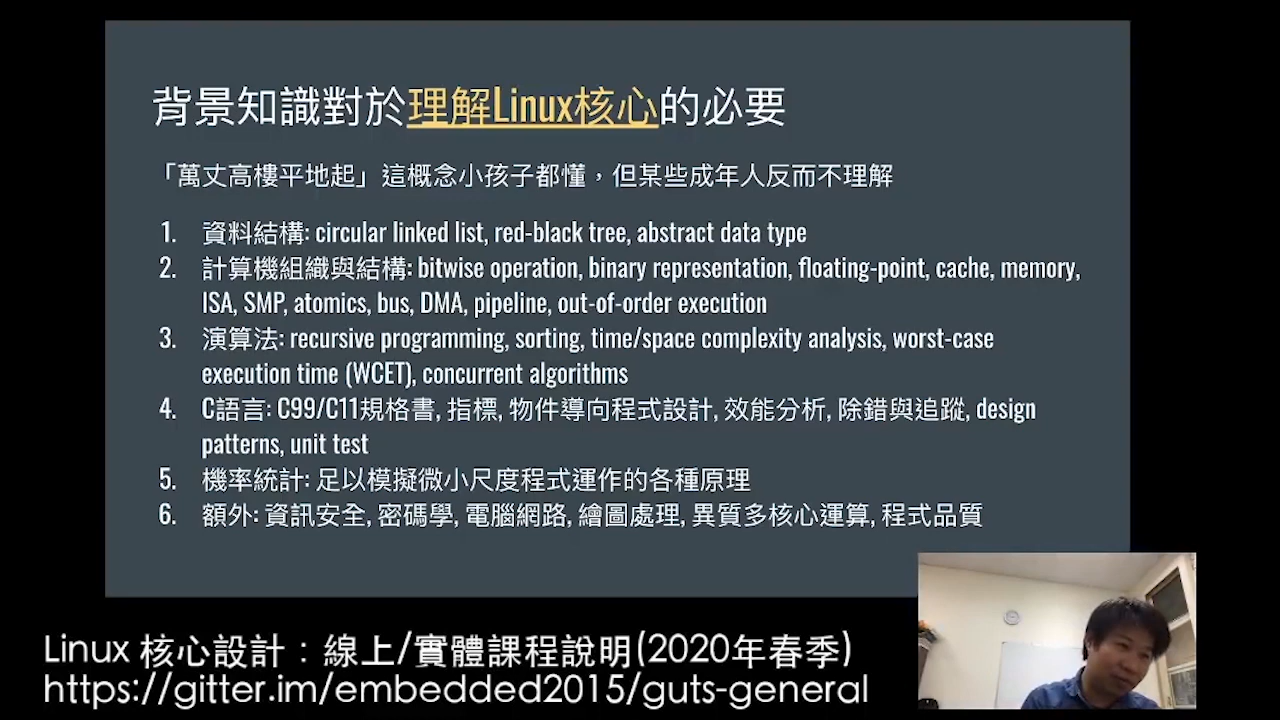 背景知識對於理解Linux核心的必要
「萬丈高樓平地起」這概念小孩子都懂，但某些成年人反而不理解
1. 資料結構: circular linked list, red-black tree, abstract data type
2. 計算機組織與結構: bitwise operation, binary representation, floating-point, cache, memory,
ISA, SMP, atomics, bus, DMA, pipeline, out-of-order execution
3. 演算法: recursive programming, sorting, time/space complexity analysis, worst-case
execution time (WCET), concurrent algorithms
4. C語言: C99/C11規格書, 指標, 物件導向程式設計, 效能分析, 除錯與追蹤, design
patterns, unit test
5. 機率統計: 足以模擬微小尺度程式運作的各種原理
6. 額外: 資訊安全, 密碼學, 電腦網路, 繪圖處理, 異質多核心運算, 程式品質
Linux 核心設計：線上/實體課程說明(2020年春季)
https://gitter.im/embedded2015/guts-general